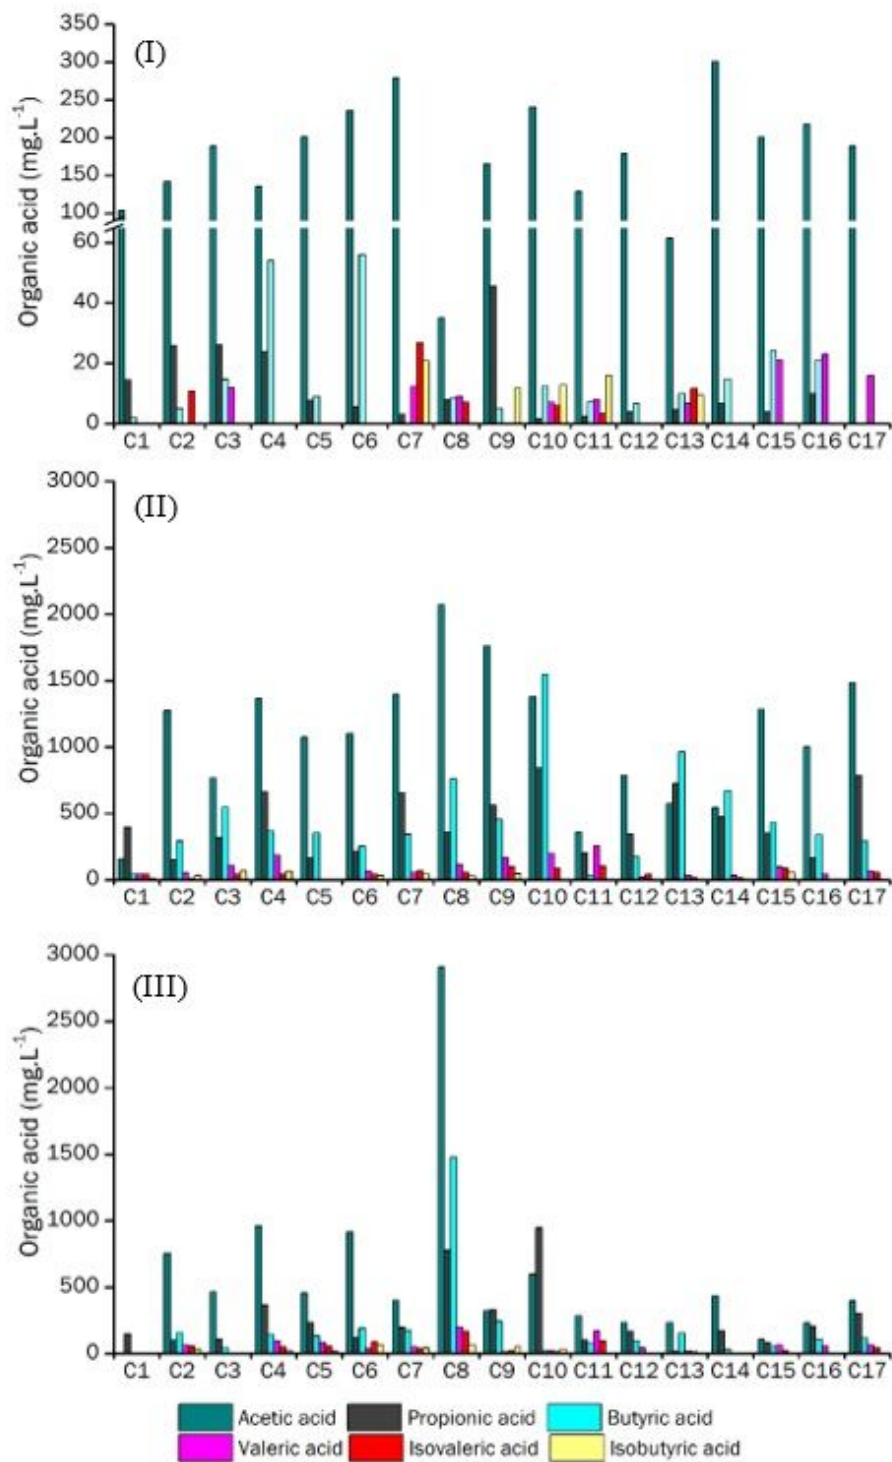 (I)
Organic acid (mg.L⁻¹)
350
300
250
200
150
100
60
40
20
0
C1 C2 C3 C4 C5 C6 C7 C8 C9 C10 C11 C12 C13 C14 C15 C16 C17
(II)
Organic acid (mg.L⁻¹)
3000
2500
2000
1500
1000
500
0
C1 C2 C3 C4 C5 C6 C7 C8 C9 C10 C11 C12 C13 C14 C15 C16 C17
(III)
Organic acid (mg.L⁻¹)
3000
2500
2000
1500
1000
500
0
C1 C2 C3 C4 C5 C6 C7 C8 C9 C10 C11 C12 C13 C14 C15 C16 C17
Acetic acid Propionic acid Butyric acid
Valeric acid Isovaleric acid Isobutyric acid